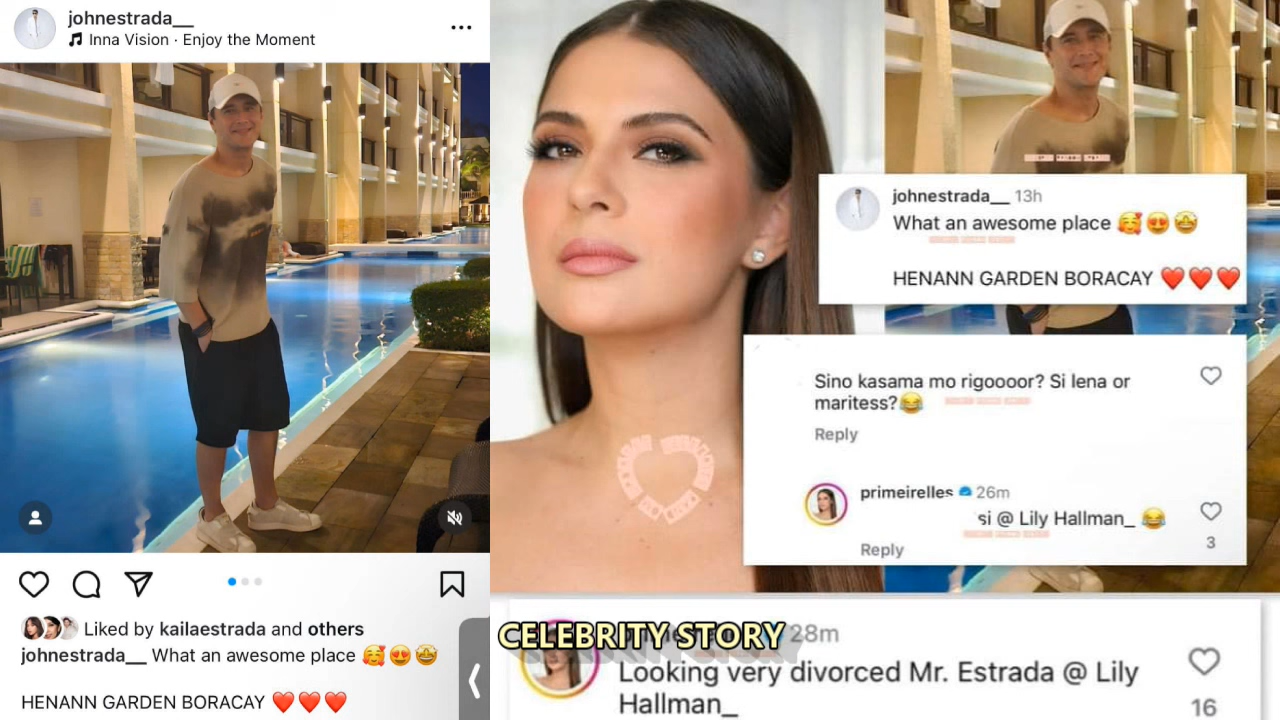 johnestrada__
Inna Vision · Enjoy the Moment
Liked by kailaestrada and others
johnestrada__ What an awesome place 🥰😍🤩
HENANN GARDEN BORACAY ❤️❤️❤️
johnestrada__ 13h
What an awesome place 🥰😍🤩
HENANN GARDEN BORACAY ❤️❤️❤️
Sino kasama mo rigoooor? Si lena or
maritess?😂
Reply
primeirelles 26m
si @ Lily Hallman_ 😂
Reply
3
CELEBRITY STORY
28m
Looking very divorced Mr. Estrada @ Lily
Hallman_
16